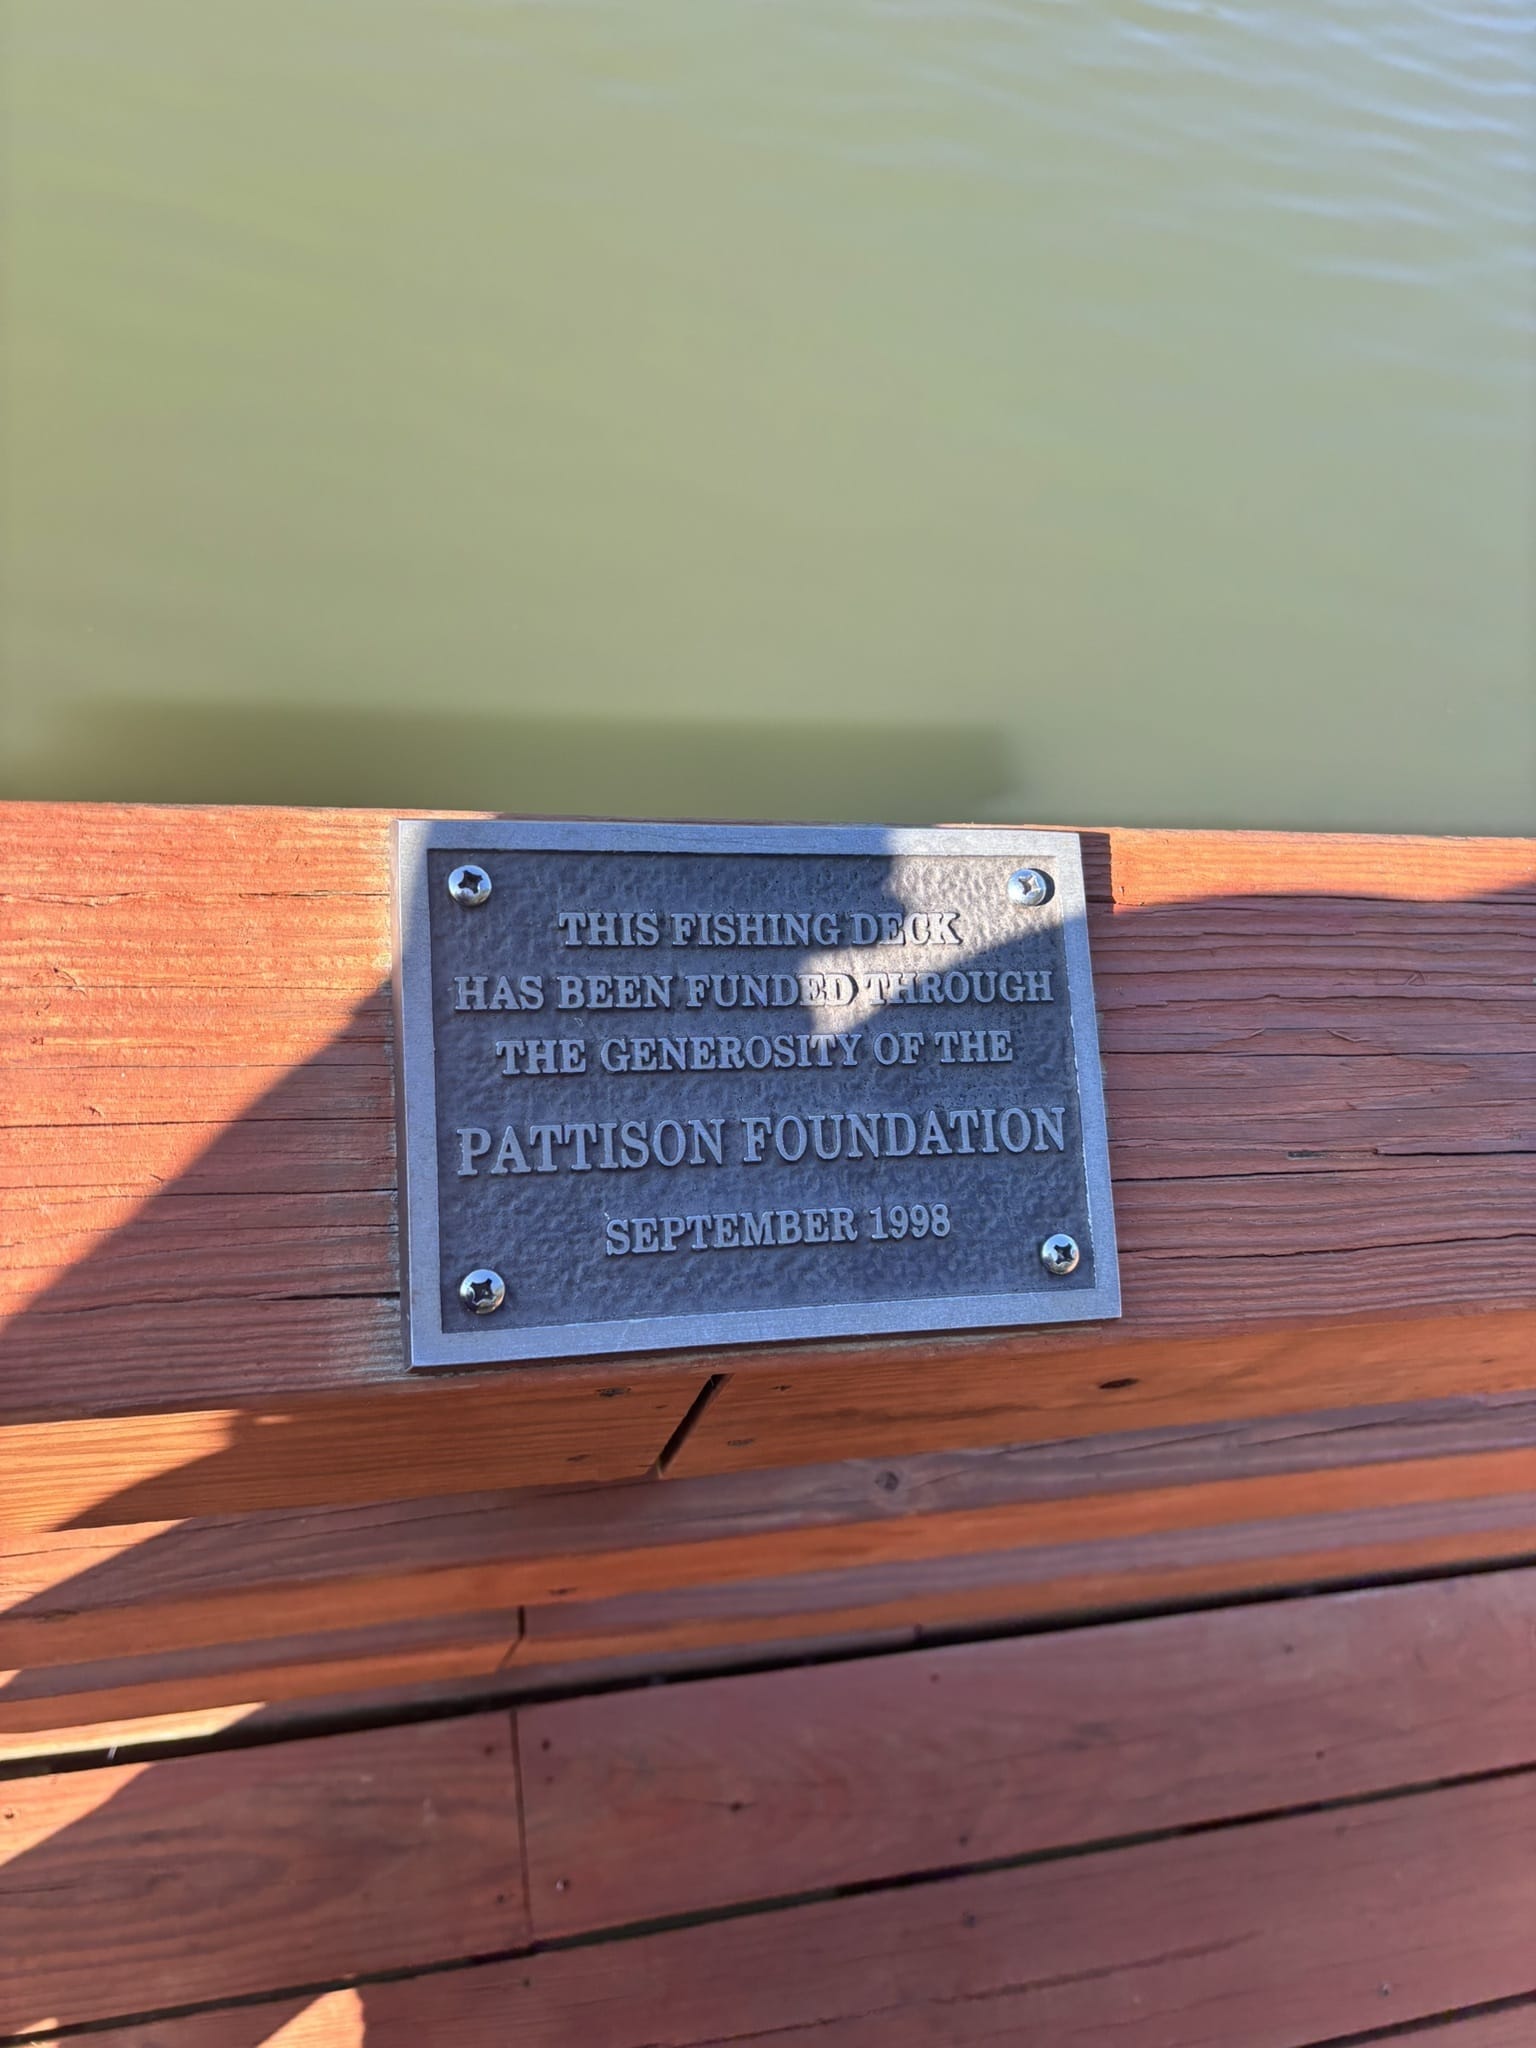 THIS FISHING DECK
HAS BEEN FUNDED THROUGH
THE GENEROSITY OF THE
PATTISON FOUNDATION
SEPTEMBER 1998